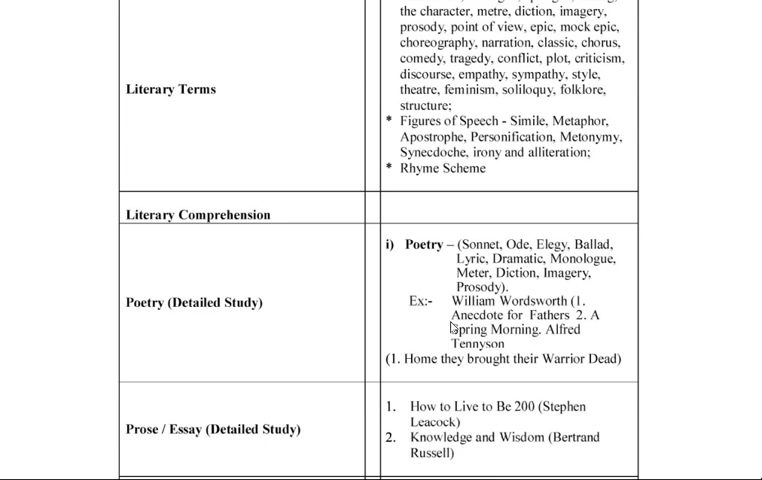 the character, metre, diction, imagery,
prosody, point of view, epic, mock epic,
choreography, narration, classic, chorus,
comedy, tragedy, conflict, plot, criticism,
discourse, empathy, sympathy, style,
Literary Terms
theatre, feminism, soliloquy, folklore,
structure;
* Figures of Speech - Simile, Metaphor,
Apostrophe, Personification, Metonymy,
Synecdoche, irony and alliteration;
* Rhyme Scheme
Literary Comprehension
Poetry (Detailed Study)
i) Poetry – (Sonnet, Ode, Elegy, Ballad,
Lyric, Dramatic, Monologue,
Meter, Diction, Imagery,
Prosody).
Ex:- William Wordsworth (1.
Anecdote for Fathers 2. A
Spring Morning. Alfred
Tennyson
(1. Home they brought their Warrior Dead)
Prose / Essay (Detailed Study)
1. How to Live to Be 200 (Stephen
Leacock)
2. Knowledge and Wisdom (Bertrand
Russell)